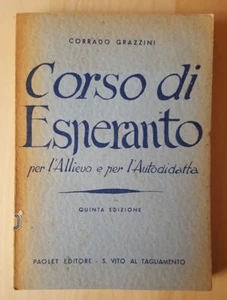 CORRADO GRAZZINI
Corso di
Esperanto
per l'Allievo e per l'Autodidatta
QUINTA EDIZIONE
PAOLET EDITORE - S. VITO AL TAGLIAMENTO